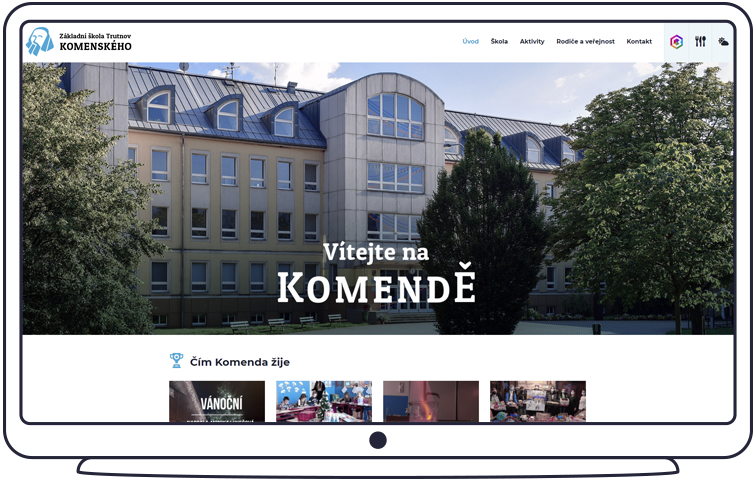 Základní škola Trutnov
KOMENSKÉHO
Úvod Škola Aktivity Rodiče a veřejnost Kontakt
Vítejte na
KOMENDĚ
Čím Komenda žije
VÁNOČNÍ